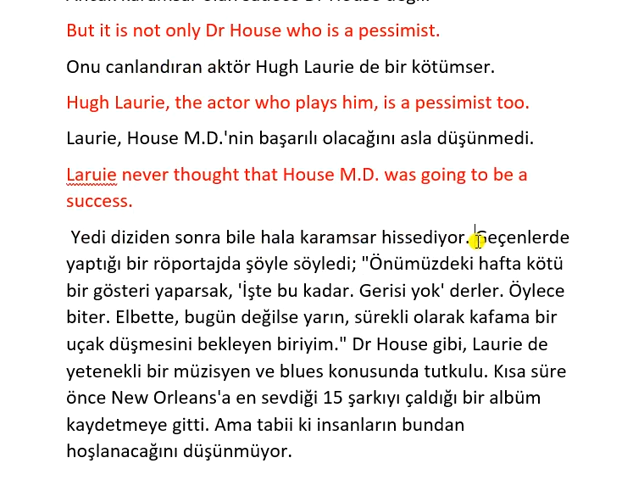 But it is not only Dr House who is a pessimist.
Onu canlandıran aktör Hugh Laurie de bir kötümser.
Hugh Laurie, the actor who plays him, is a pessimist too.
Laurie, House M.D.'nin başarılı olacağını asla düşünmedi.
Laruie never thought that House M.D. was going to be a
success.
Yedi diziden sonra bile hala karamsar hissediyor. Geçenlerde
yaptığı bir röportajda şöyle söyledi; "Önümüzdeki hafta kötü
bir gösteri yaparsak, 'İşte bu kadar. Gerisi yok' derler. Öylece
biter. Elbette, bugün değilse yarın, sürekli olarak kafama bir
uçak düşmesini bekleyen biriyim." Dr House gibi, Laurie de
yetenekli bir müzisyen ve blues konusunda tutkulu. Kısa süre
önce New Orleans'a en sevdiği 15 şarkıyı çaldığı bir albüm
kaydetmeye gitti. Ama tabii ki insanların bundan
hoşlanacağını düşünmüyor.